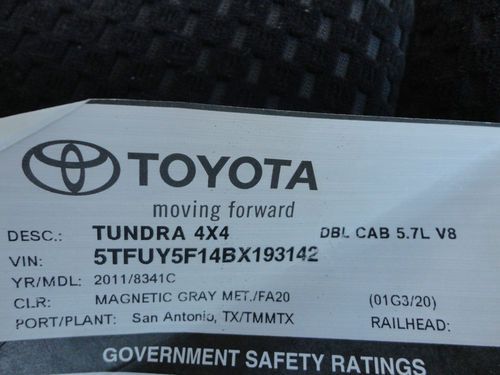 TOYOTA
moving forward
DESC.: TUNDRA 4X4 DBL CAB 5.7L V8
VIN: 5TFUY5F14BX193142
YR/MDL: 2011/8341C
CLR: MAGNETIC GRAY MET./FA20 (01G3/20)
PORT/PLANT: San Antonio, TX/TMMTX RAILHEAD:
GOVERNMENT SAFETY RATINGS